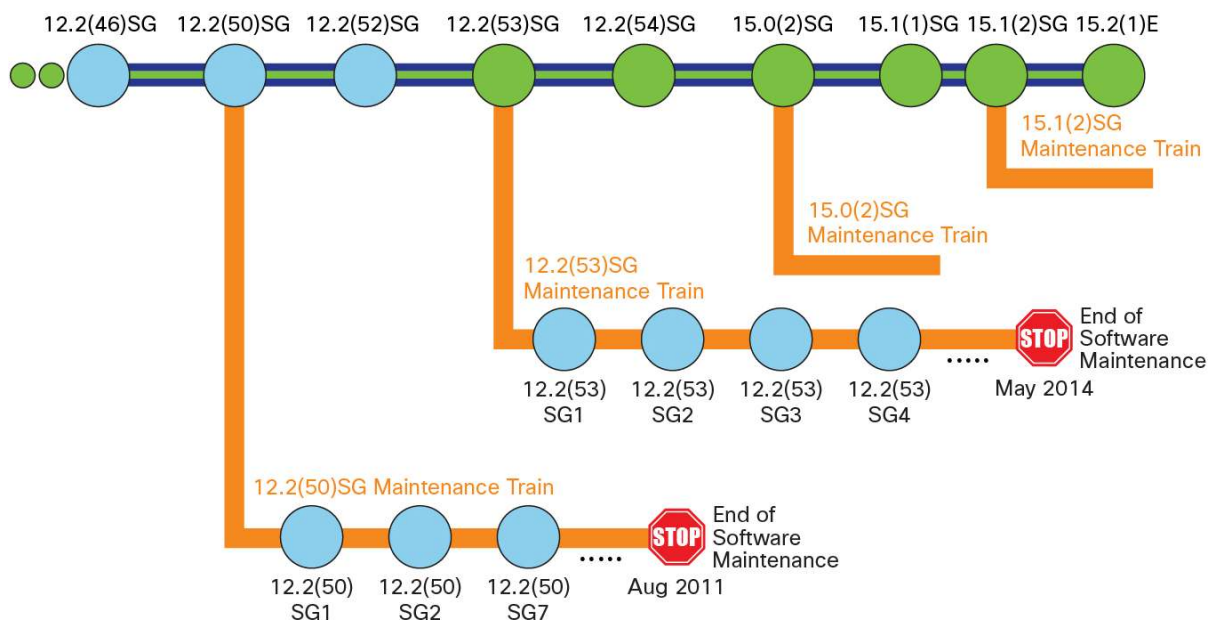 12.2(46)SG 12.2(50)SG 12.2(52)SG 12.2(53)SG 12.2(54)SG 15.0(2)SG 15.1(1)SG 15.1(2)SG 15.2(1)E
15.1(2)SG
Maintenance Train
15.0(2)SG
Maintenance Train
12.2(53)SG
Maintenance Train
STOP
End of
Software
Maintenance
.....
May 2014
12.2(53)
SG1
12.2(53)
SG2
12.2(53)
SG3
12.2(53)
SG4
12.2(50)SG Maintenance Train
STOP
End of
Software
Maintenance
.....
Aug 2011
12.2(50)
SG1
12.2(50)
SG2
12.2(50)
SG7